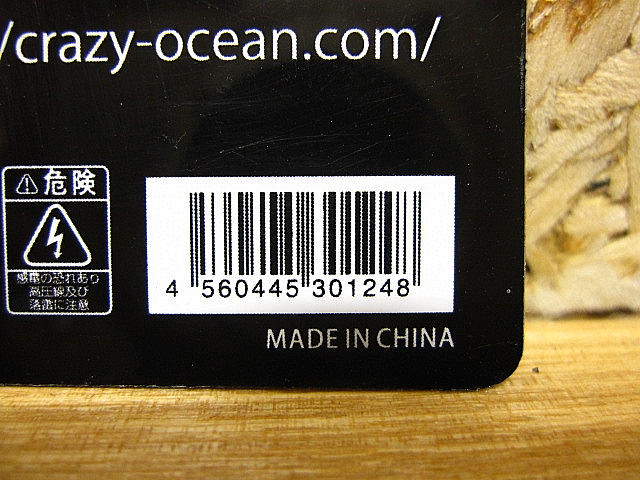 /crazy-ocean.com/
危険
感電の恐れあり
高圧線及び
落雷に注意
4 560445 301248
MADE IN CHINA